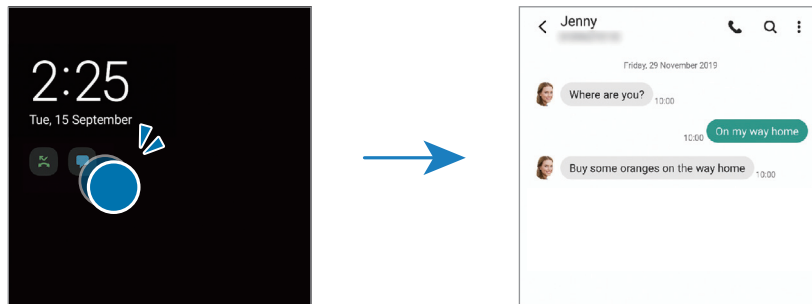 2:25
Tue, 15 September
Jenny
Friday, 29 November 2019
Where are you? 10:00
10:00 On my way home
Buy some oranges on the way home 10:00